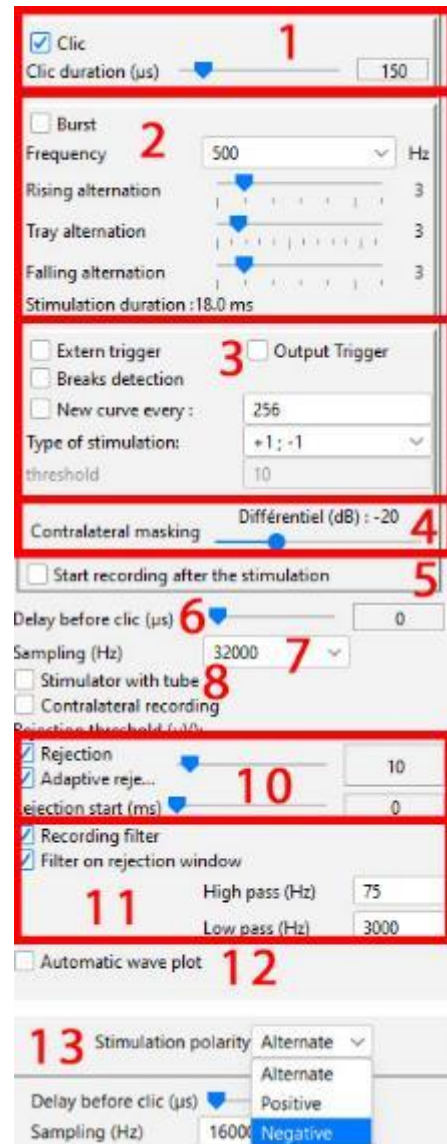 Clic
1
Clic duration (µs) 150
Burst
2
Frequency 500 Hz
Rising alternation 3
Tray alternation 3
Falling alternation 3
Stimulation duration :18.0 ms
Extern trigger Output Trigger
3
Breaks detection
New curve every : 256
Type of stimulation: +1 ; -1
threshold 10
Différentiel (dB) : -20
Contralateral masking 4
Start recording after the stimulation 5
Delay before clic (µs) 6 0
Sampling (Hz) 32000 7
Stimulator with tube 8
Contralateral recording
Rejection threshold (µV):
Rejection 10
Adaptive reje... 10
Rejection start (ms) 0
Recording filter
Filter on rejection window
High pass (Hz) 75
11
Low pass (Hz) 3000
Automatic wave plot 12
13 Stimulation polarity Alternate
Alternate
Delay before clic (µs) Positive
Sampling (Hz) 1600 Negative